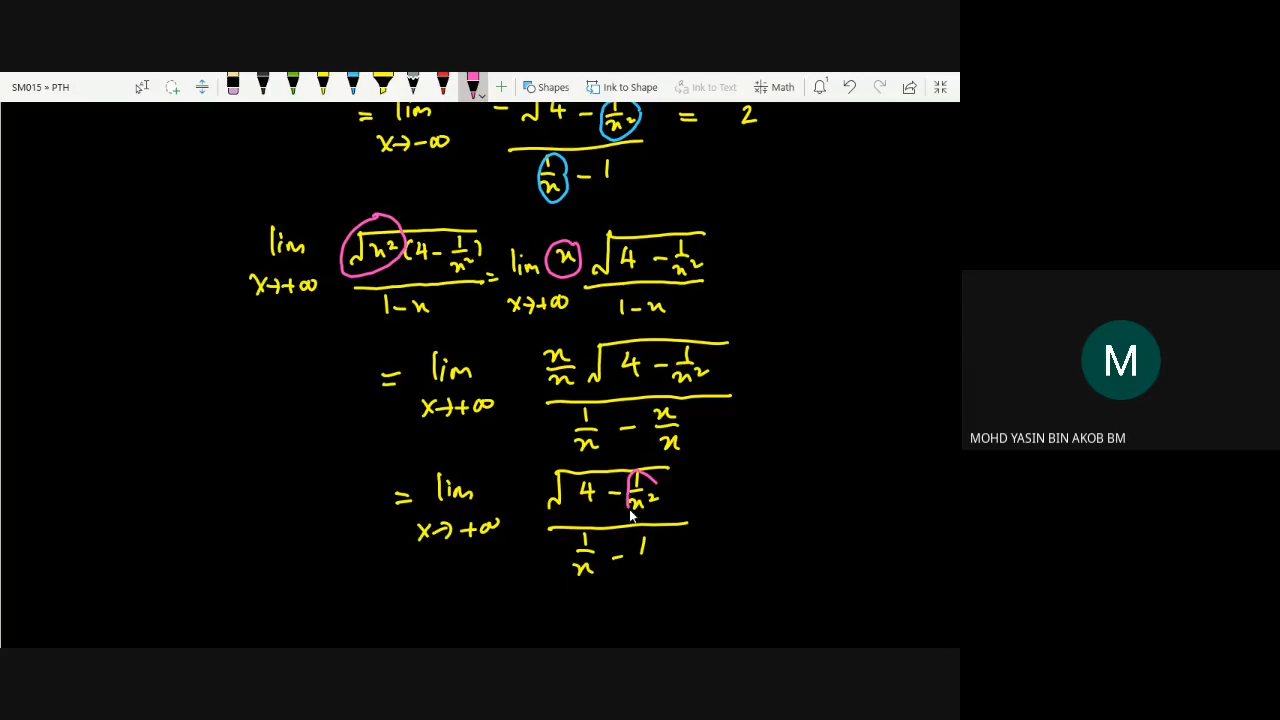 SM015 » PTH Shapes Ink to Shape Ink to Text Math
= lim x→-∞ (-√(4 - 1/x²)) / (1/x - 1) = 2
lim x→+∞ √(x²(4 - 1/x²)) / (1-x) = lim x→+∞ x√(4 - 1/x²) / (1-x)
= lim x→+∞ (x/x √(4 - 1/x²)) / (1/x - x/x)
= lim x→+∞ √(4 - 1/x²) / (1/x - 1)
M
MOHD YASIN BIN AKOB BM